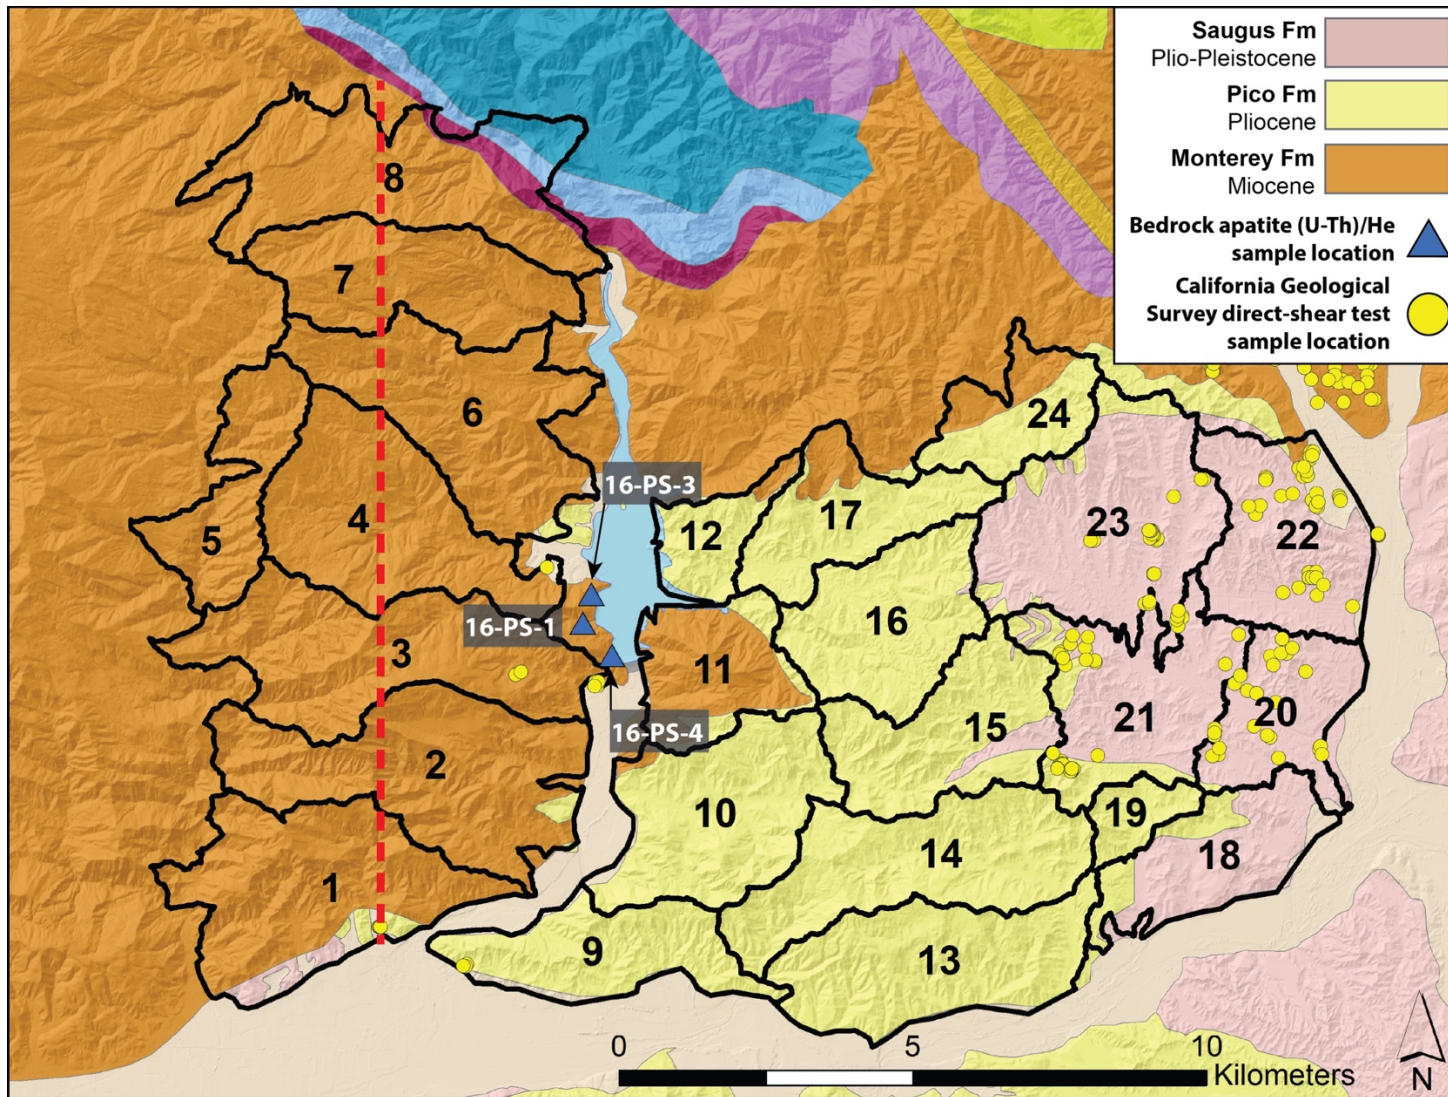 Saugus Fm
Plio-Pleistocene
Pico Fm
Pliocene
Monterey Fm
Miocene
Bedrock apatite (U-Th)/He
sample location
California Geological
Survey direct-shear test
sample location
8
7
6
24
16-PS-3
4
5
12
17
23
22
16-PS-1
3
11
16
16-PS-4
15
21
20
2
10
14
19
18
1
9
13
0 5 10
Kilometers
N